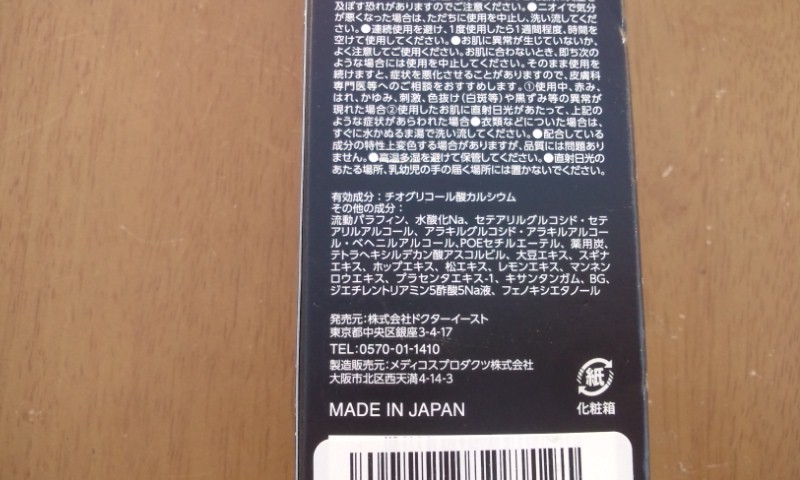 及ぼす恐れがありますのでご注意ください。●ニオイで気分
が悪くなった場合は、ただちに使用を中止し、洗い流してくだ
さい。●連続使用を避け、1度使用したら1週間程度、時間を
空けて使用してください。●お肌に異常が生じていないか、
よく注意してご使用ください。お肌に合わないとき、即ち次の
ような場合には使用を中止してください。そのまま使用を
続けますと、症状を悪化させることがありますので、皮膚科
専門医等へのご相談をおすすめします。①使用中、赤み、
はれ、かゆみ、刺激、色抜け(白斑等)や黒ずみ等の異常が
現れた場合②使用したお肌に直射日光があたって、上記の
ような症状があらわれた場合●衣類などについた場合は、
すぐに水かぬるま湯で洗い流してください。●配合している
成分の特性上変色する場合がありますが、品質には問題あり
ません。●高温多湿を避けて保管してください。●直射日光の
あたる場所、乳幼児の手の届く場所には置かないでください。
有効成分：チオグリコール酸カルシウム
その他の成分：
流動パラフィン、水酸化Na、セテアリルグルコシド・セテ
アリルアルコール、アラキルグルコシド・アラキルアルコー
ル・ベヘニルアルコール、POEセチルエーテル、薬用炭、
テトラヘキシルデカン酸アスコルビル、大豆エキス、スギナ
エキス、ホップエキス、松エキス、レモンエキス、マンネン
ロウエキス、プラセンタエキス-1、キサンタンガム、BG、
ジエチレントリアミン5酢酸5Na液、フェノキシエタノール
発売元：株式会社ドクターイースト
東京都中央区銀座3-4-17
TEL:0570-01-1410
製造販売元：メディコスプロダクツ株式会社
大阪市北区西天満4-14-3
紙
化粧箱
MADE IN JAPAN